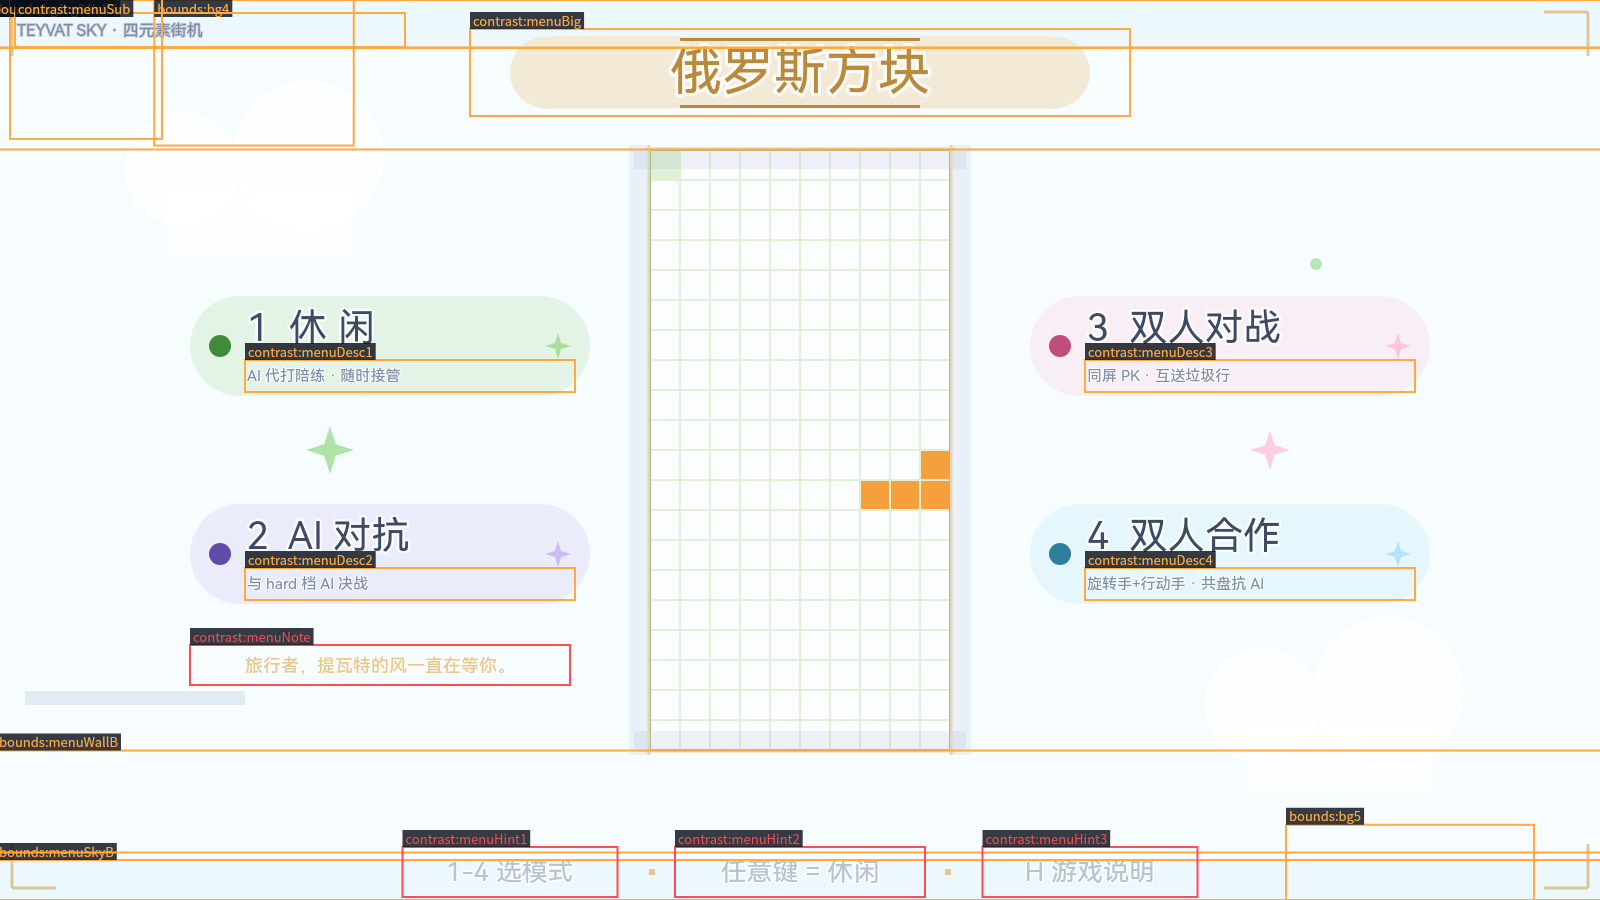 bou
contrast:menuSub
bounds:bg4
TEYVAT SKY · 四元素街机
contrast:menuBig
俄罗斯方块
1 休 闲
contrast:menuDesc1
AI 代打陪练 · 随时接管
3 双人对战
contrast:menuDesc3
同屏 PK · 互送垃圾行
2 AI 对抗
contrast:menuDesc2
与 hard 档 AI 决战
4 双人合作
contrast:menuDesc4
旋转手+行动手 · 共盘抗 AI
contrast:menuNote
旅行者，提瓦特的风一直在等你。
bounds:menuWallB
bounds:bg5
bounds:menuSkyB
contrast:menuHint1
contrast:menuHint2
contrast:menuHint3
1-4 选模式 · 任意键 = 休闲 · H 游戏说明